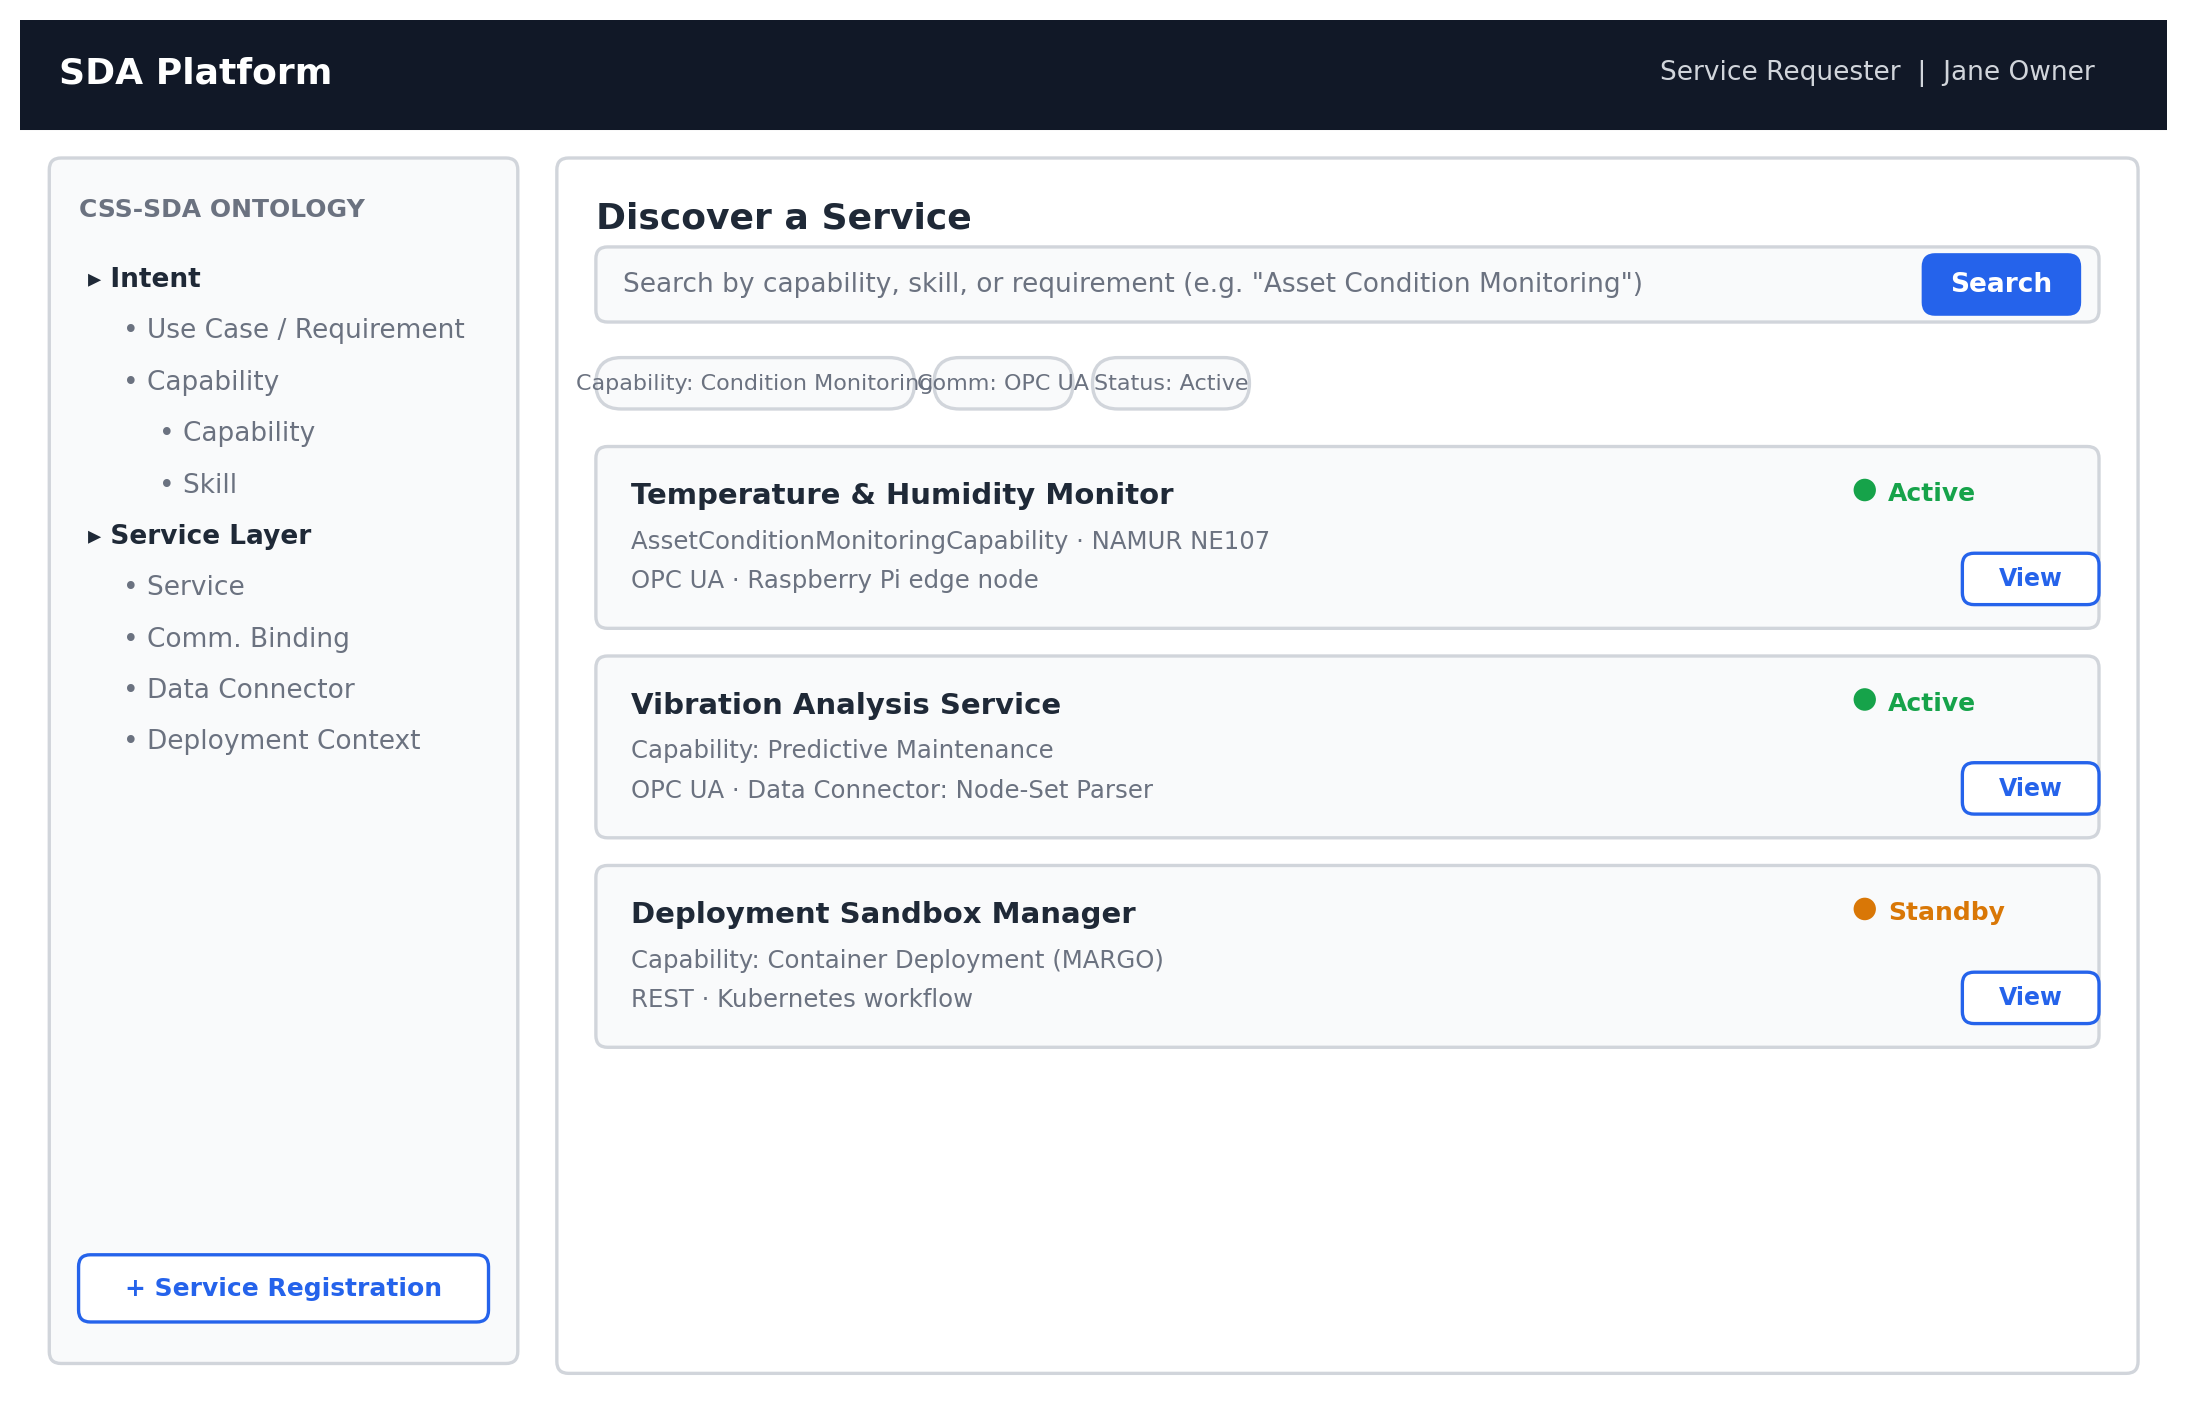 SDA Platform
Service Requester | Jane Owner
CSS-SDA ONTOLOGY
▸ Intent
• Use Case / Requirement
• Capability
• Capability
• Skill
▸ Service Layer
• Service
• Comm. Binding
• Data Connector
• Deployment Context
+ Service Registration
Discover a Service
Search by capability, skill, or requirement (e.g. "Asset Condition Monitoring")
Search
Capability: Condition Monitoring
Comm: OPC UA
Status: Active
Temperature & Humidity Monitor
Active
AssetConditionMonitoringCapability · NAMUR NE107
OPC UA · Raspberry Pi edge node
View
Vibration Analysis Service
Active
Capability: Predictive Maintenance
OPC UA · Data Connector: Node-Set Parser
View
Deployment Sandbox Manager
Standby
Capability: Container Deployment (MARGO)
REST · Kubernetes workflow
View